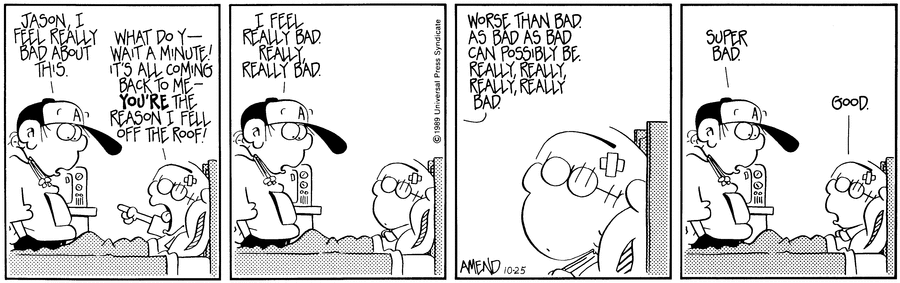 JASON, I
FEEL REALLY
BAD ABOUT
THIS.
WHAT DO Y—
WAIT A MINUTE!
IT'S ALL COMING
BACK TO ME—
YOU'RE THE
REASON I FELL
OFF THE ROOF!
A
I FEEL
REALLY BAD.
REALLY,
REALLY BAD.
A
© 1989 Universal Press Syndicate
WORSE THAN BAD.
AS BAD AS BAD
CAN POSSIBLY BE.
REALLY, REALLY,
REALLY, REALLY
BAD.
AMEND 10-25
SUPER
BAD.
A
GOOD.